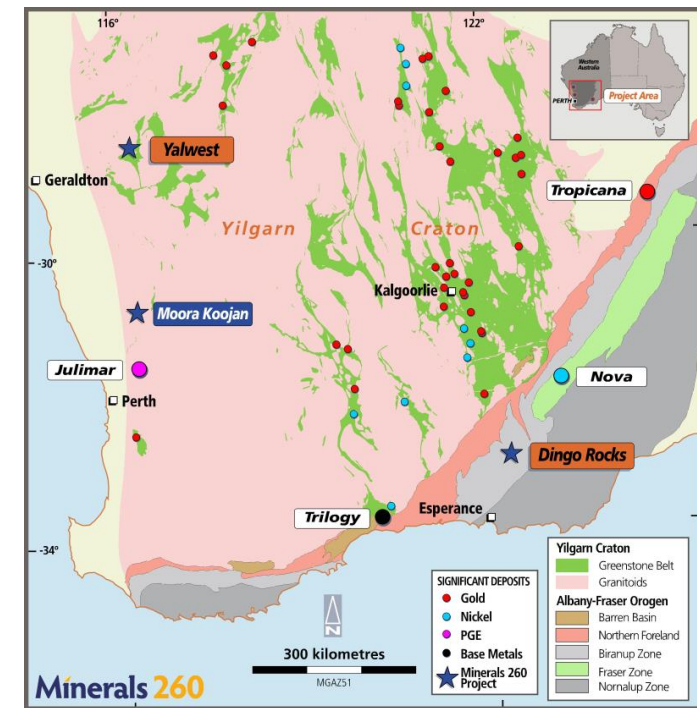 116°
122°
Western
Australia
PERTH
Project Area
Yalwest
Geraldton
Tropicana
Yilgarn Craton
-30°
Kalgoorlie
Moora Koojan
Julimar
Nova
Perth
Dingo Rocks
Esperance
Trilogy
-34°
SIGNIFICANT DEPOSITS
Gold
Nickel
PGE
Base Metals
Minerals 260
Project
Yilgarn Craton
Greenstone Belt
Granitoids
Albany-Fraser Orogen
Barren Basin
Northern Foreland
Biranup Zone
Fraser Zone
Nornalup Zone
N
300 kilometres
MGAZ51
Minerals 260